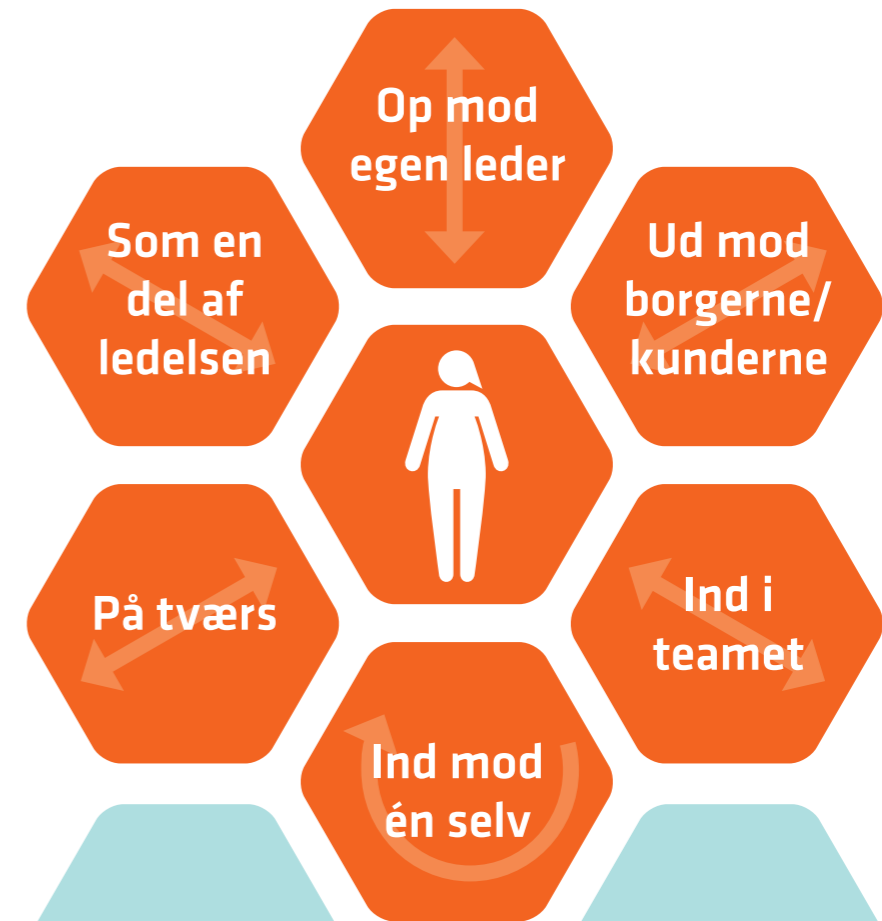 Op mod
egen leder
Som en
del af
ledelsen
Ud mod
borgerne/
kunderne
På tværs
Ind i
teamet
Ind mod
én selv